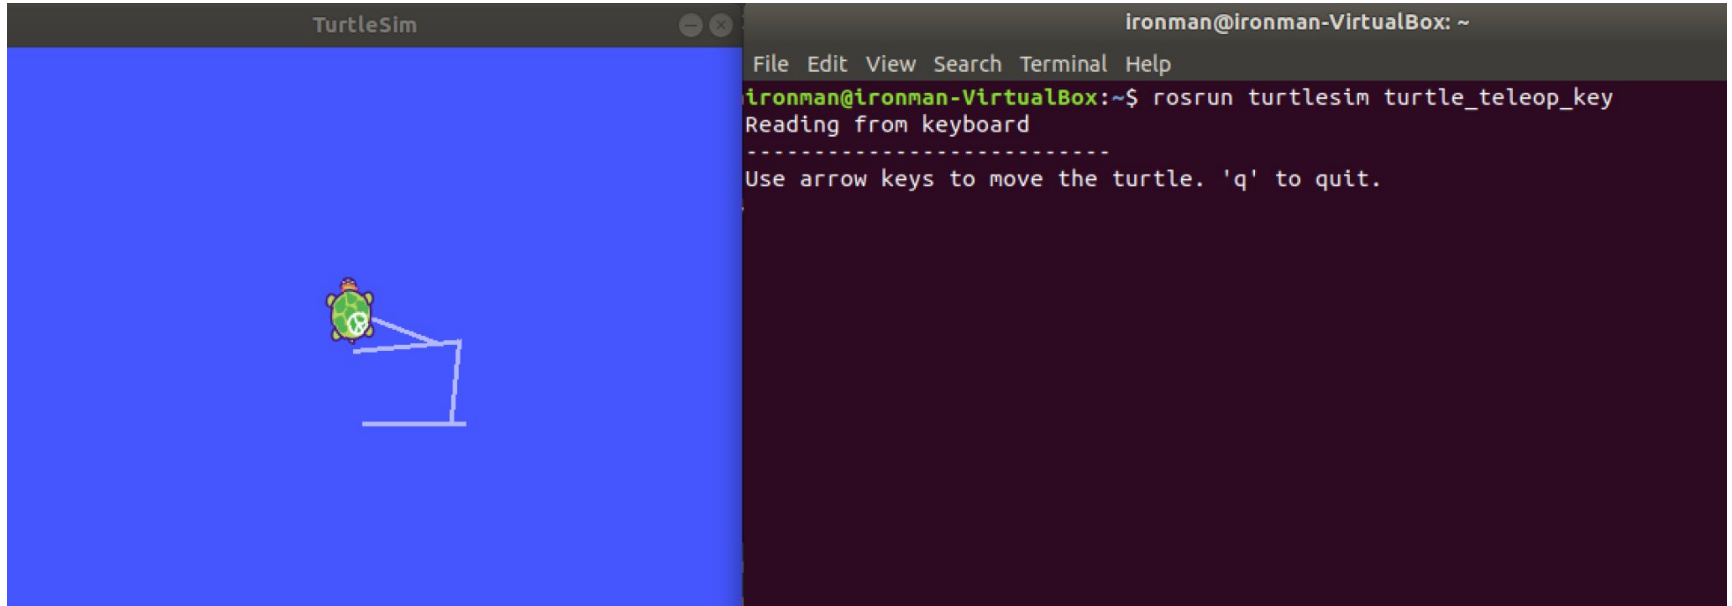 TurtleSim
ironman@ironman-VirtualBox: ~
File Edit View Search Terminal Help
ironman@ironman-VirtualBox:~$ rosrun turtlesim turtle_teleop_key
Reading from keyboard
---------------------------
Use arrow keys to move the turtle. 'q' to quit.